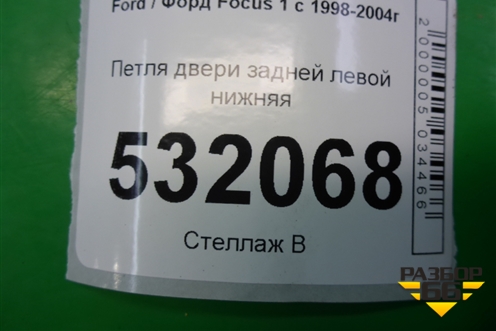 Ford / Форд Focus 1 с 1998-2004г
Петля двери задней левой
нижняя
532068
Стеллаж В
2000005034466
РАЗБОР
66